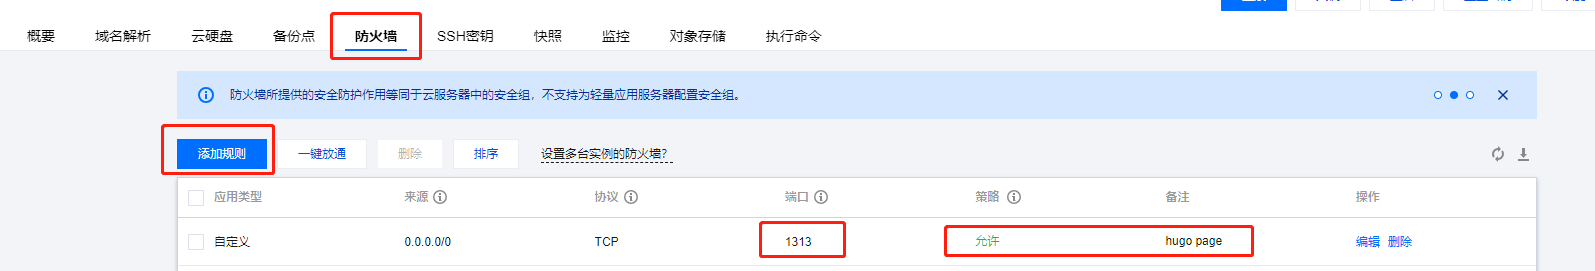 概要 域名解析 云硬盘 备份点 防火墙 SSH密钥 快照 监控 对象存储 执行命令
防火墙所提供的安全防护作用等同于云服务器中的安全组，不支持为轻量应用服务器配置安全组。
添加规则 一键放通 删除 排序 设置多台实例的防火墙?
应用类型 来源 协议 端口 策略 备注 操作
自定义 0.0.0.0/0 TCP 1313 允许 hugo page 编辑 删除